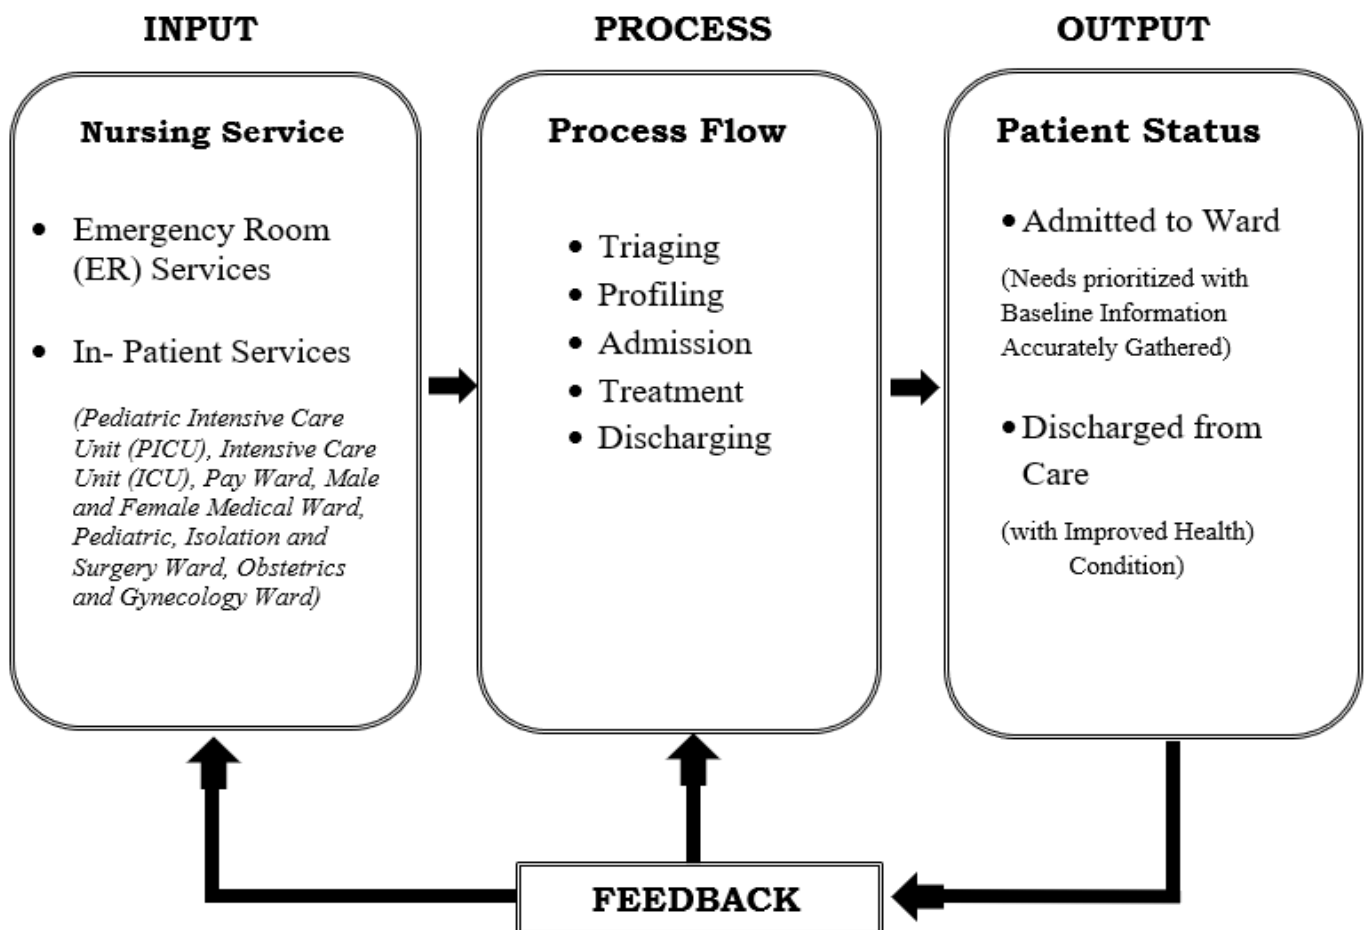 INPUT
Nursing Service
• Emergency Room
(ER) Services
• In- Patient Services
(Pediatric Intensive Care
Unit (PICU), Intensive Care
Unit (ICU), Pay Ward, Male
and Female Medical Ward,
Pediatric, Isolation and
Surgery Ward, Obstetrics
and Gynecology Ward)
PROCESS
Process Flow
• Triaging
• Profiling
• Admission
• Treatment
• Discharging
OUTPUT
Patient Status
• Admitted to Ward
(Needs prioritized with
Baseline Information
Accurately Gathered)
• Discharged from
Care
(with Improved Health)
Condition)
FEEDBACK